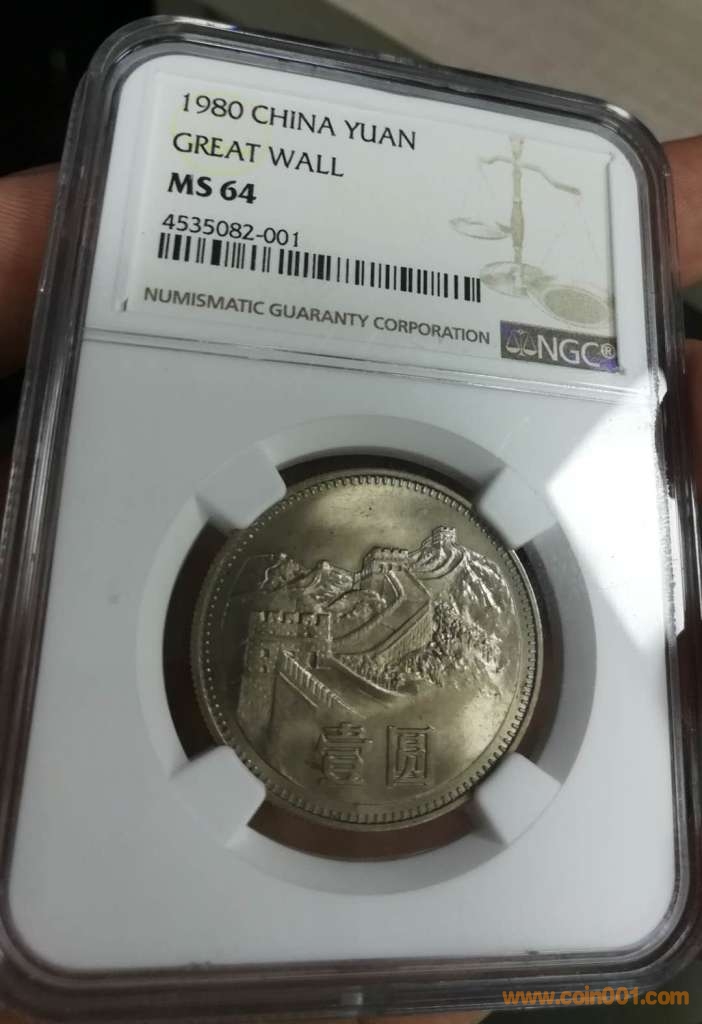 1980 CHINA YUAN
GREAT WALL
MS 64
4535082-001
NUMISMATIC GUARANTY CORPORATION
NGC®
壹圆
www.coin001.com